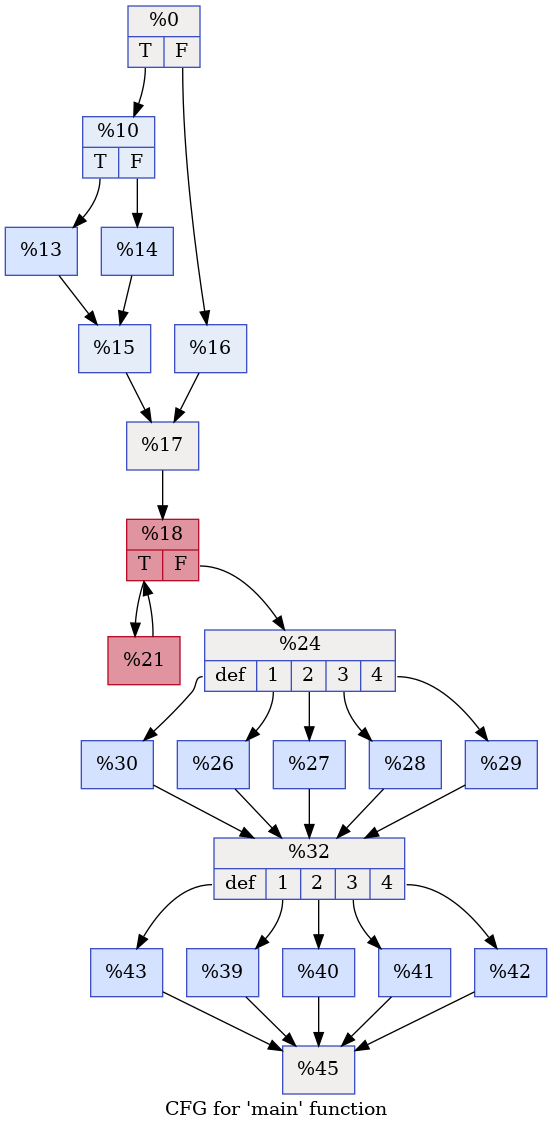 %0
T F
%10
T F
%13 %14
%15 %16
%17
%18
T F
%21
%24
def 1 2 3 4
%30 %26 %27 %28 %29
%32
def 1 2 3 4
%43 %39 %40 %41 %42
%45
CFG for 'main' function